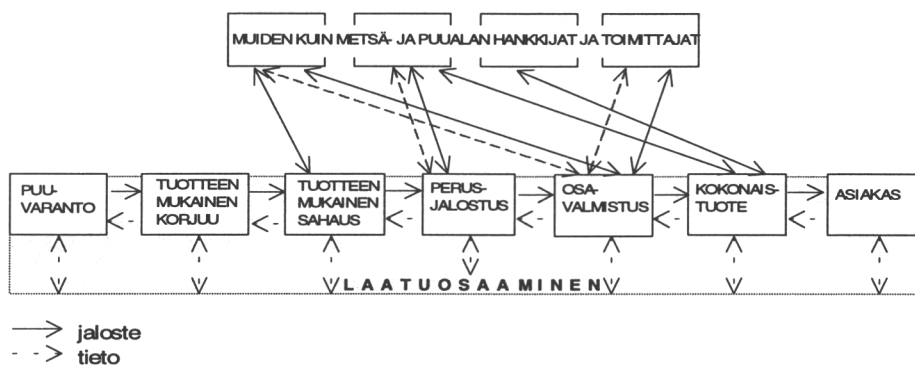 MUIDEN KUIN METSÄ- JA PUUALAN HANKKIJAT JA TOIMITTAJAT
PUU-
VARANTO
TUOTTEEN
MUKAINEN
KORJUU
TUOTTEEN
MUKAINEN
SAHAUS
PERUS-
JALOSTUS
OSA-
VALMISTUS
KOKONAIS-
TUOTE
ASIAKAS
LAATUOSAAMINEN
jaloste
tieto